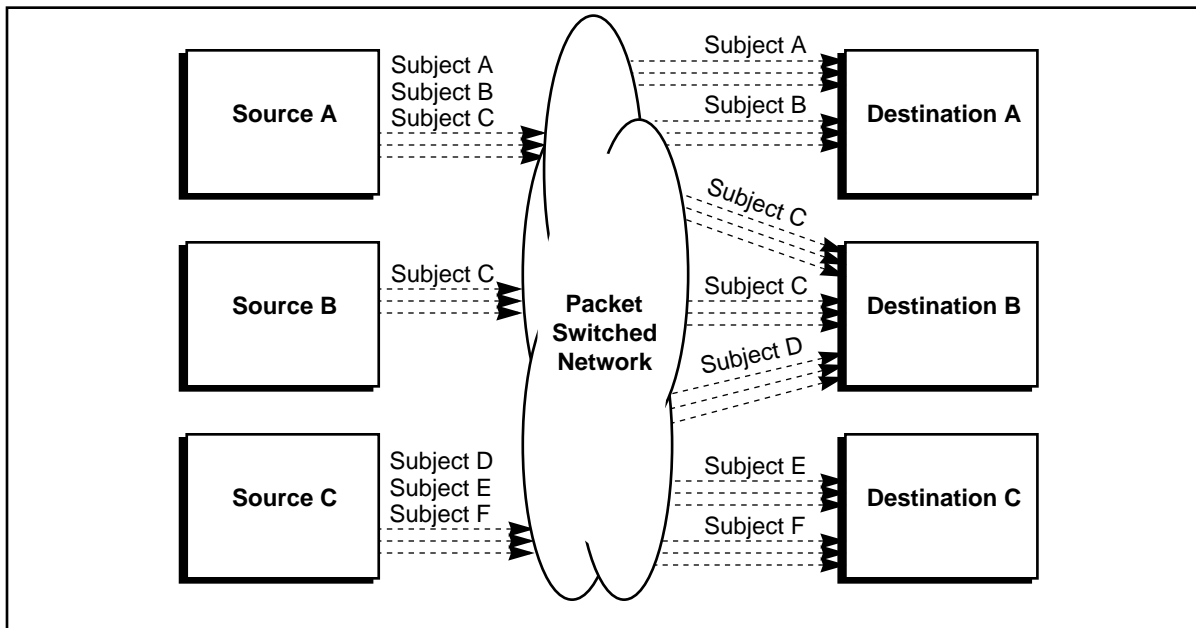 Source A
Subject A
Subject B
Subject C
Subject A
Subject B
Destination A
Source B
Subject C
Packet
Switched
Network
Subject C
Subject C
Subject D
Destination B
Source C
Subject D
Subject E
Subject F
Subject E
Subject F
Destination C